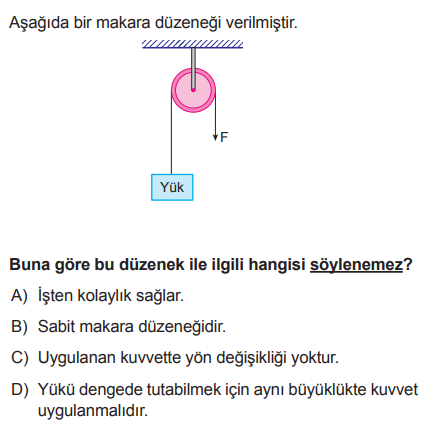 Aşağıda bir makara düzeneği verilmiştir.
F
Yük
Buna göre bu düzenek ile ilgili hangisi söylenemez?
A) İşten kolaylık sağlar.
B) Sabit makara düzeneğidir.
C) Uygulanan kuvvette yön değişikliği yoktur.
D) Yükü dengede tutabilmek için aynı büyüklükte kuvvet
uygulanmalıdır.